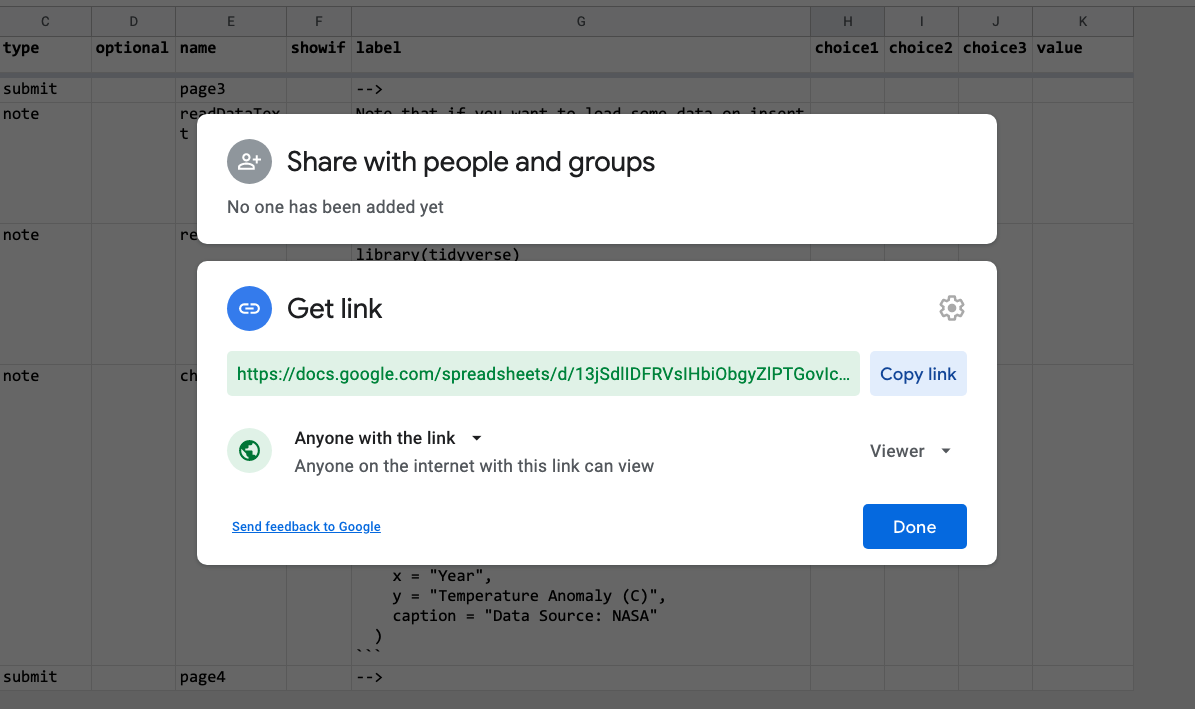 C D E F G H I J K
type optional name showif label choice1 choice2 choice3 value
submit page3 -->
note readDataTex Note that if you want to load some data or insert
t
Share with people and groups
No one has been added yet
note re
library(tidyverse)
Get link
https://docs.google.com/spreadsheets/d/13jSdlIDFRVsIHbiObgyZlPTGovIc... Copy link
note ch
Anyone with the link
Anyone on the internet with this link can view
Viewer
Send feedback to Google
Done
x = "Year",
y = "Temperature Anomaly (C)",
caption = "Data Source: NASA"
)
```
submit page4 -->